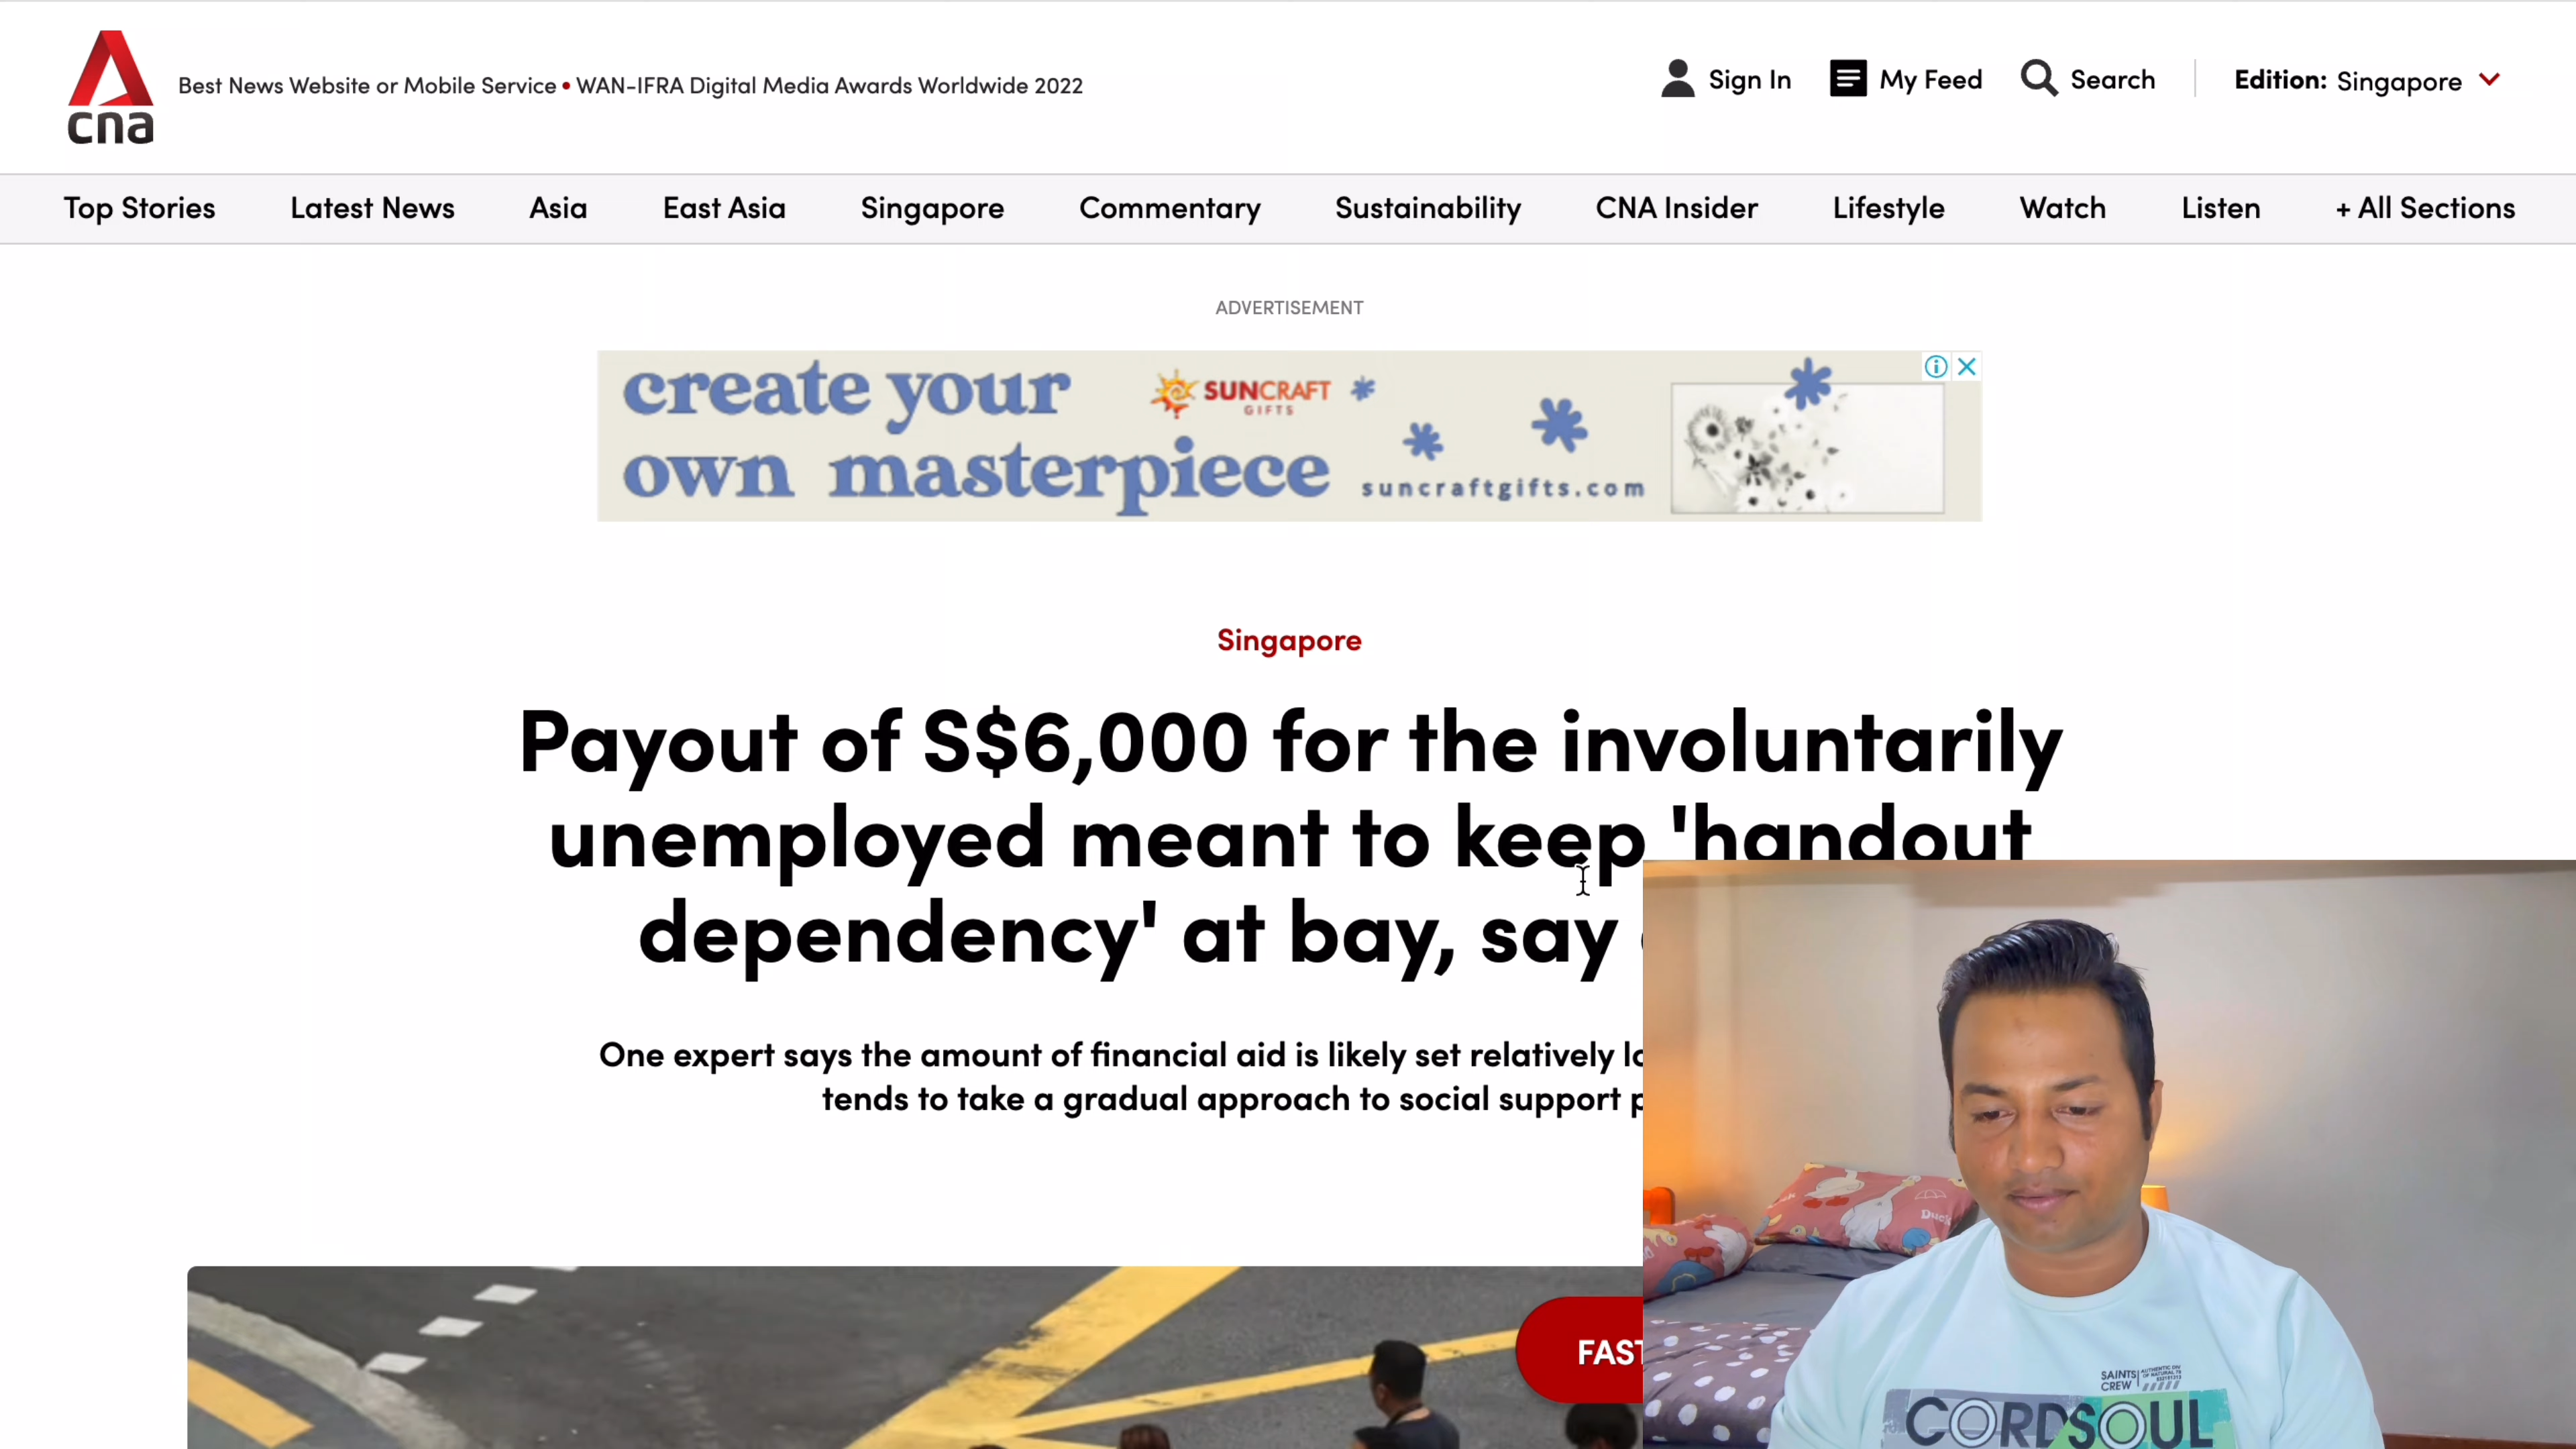 cna
Best News Website or Mobile Service • WAN-IFRA Digital Media Awards Worldwide 2022
Sign In
My Feed
Search
Edition: Singapore
Top Stories
Latest News
Asia
East Asia
Singapore
Commentary
Sustainability
CNA Insider
Lifestyle
Watch
Listen
+ All Sections
ADVERTISEMENT
create your
own masterpiece
SUNCRAFT
GIFTS
suncraftgifts.com
Singapore
Payout of S$6,000 for the involuntarily
unemployed meant to keep 'handout
dependency' at bay, say
One expert says the amount of financial aid is likely set relatively
tends to take a gradual approach to social support
FAST
SAINTS
CREW
CORDSOUL